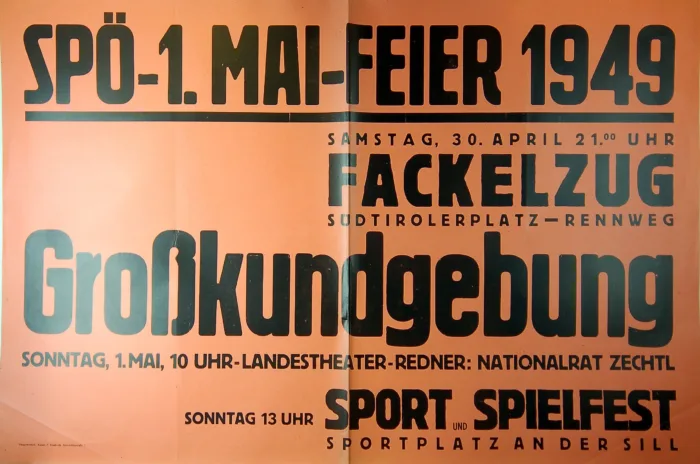 SPÖ-1. MAI-FEIER 1949
SAMSTAG, 30. APRIL 21.00 UHR
FACKELZUG
SÜDTIROLERPLATZ—RENNWEG
Großkundgebung
SONNTAG, 1. MAI, 10 UHR-LANDESTHEATER-REDNER: NATIONALRAT ZECHTL
SONNTAG 13 UHR SPORT UND SPIELFEST
SPORTPLATZ AN DER SILL